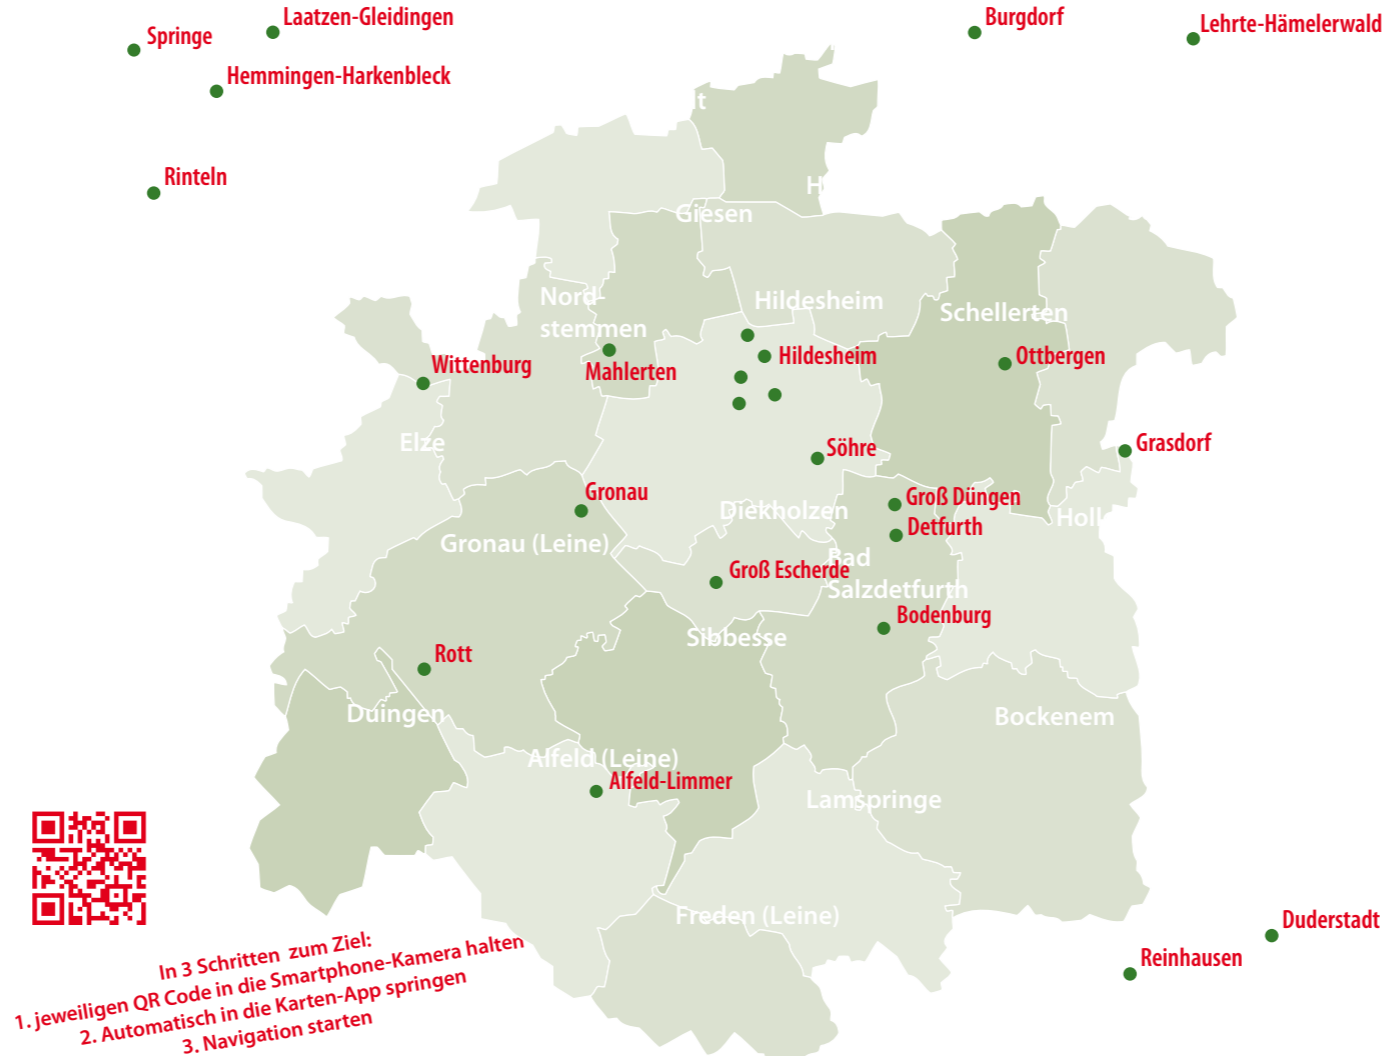 Laatzen-Gleidingen
Burgdorf
Lehrte-Hämelerwald
Springe
Hemmingen-Harkenbleck
Rinteln
Giesen
Nord-
stemmen
Hildesheim
Schellerten
Wittenburg
Mahlerten
Hildesheim
Ottbergen
Elze
Söhre
Grasdorf
Gronau
Diekholzen
Groß Düngen
Detfurth
Gronau (Leine)
Bad
Salzdetfurth
Groß Escherde
Bodenburg
Sibbesse
Rott
Duingen
Bockenem
Alfeld (Leine)
Alfeld-Limmer
Lamspringe
Freden (Leine)
Duderstadt
Reinhausen
In 3 Schritten zum Ziel:
1. jeweiligen QR Code in die Smartphone-Kamera halten
2. Automatisch in die Karten-App springen
3. Navigation starten